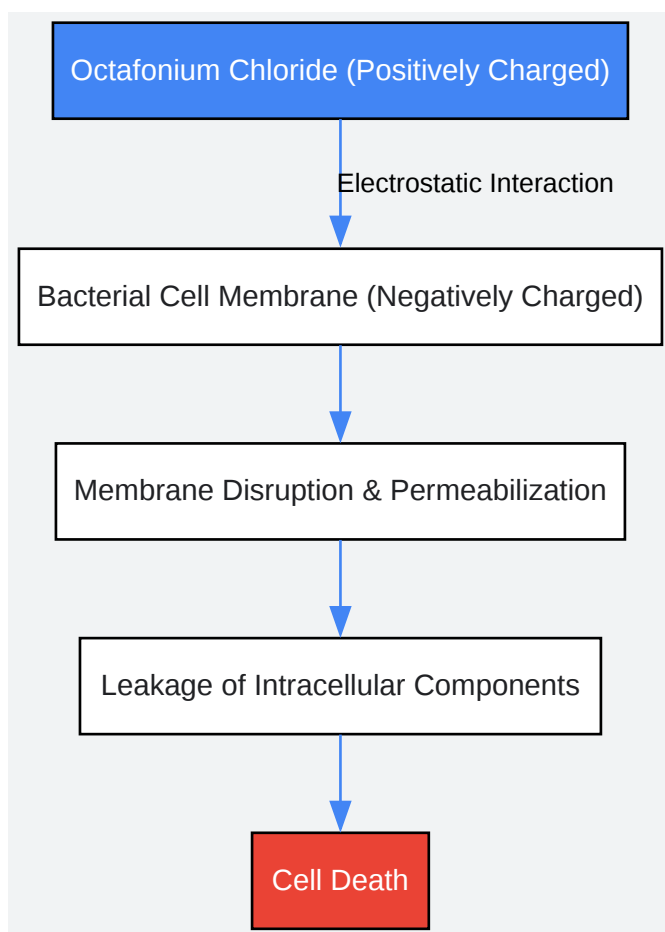 Octafonium Chloride (Positively Charged)
Electrostatic Interaction
Bacterial Cell Membrane (Negatively Charged)
Membrane Disruption & Permeabilization
Leakage of Intracellular Components
Cell Death